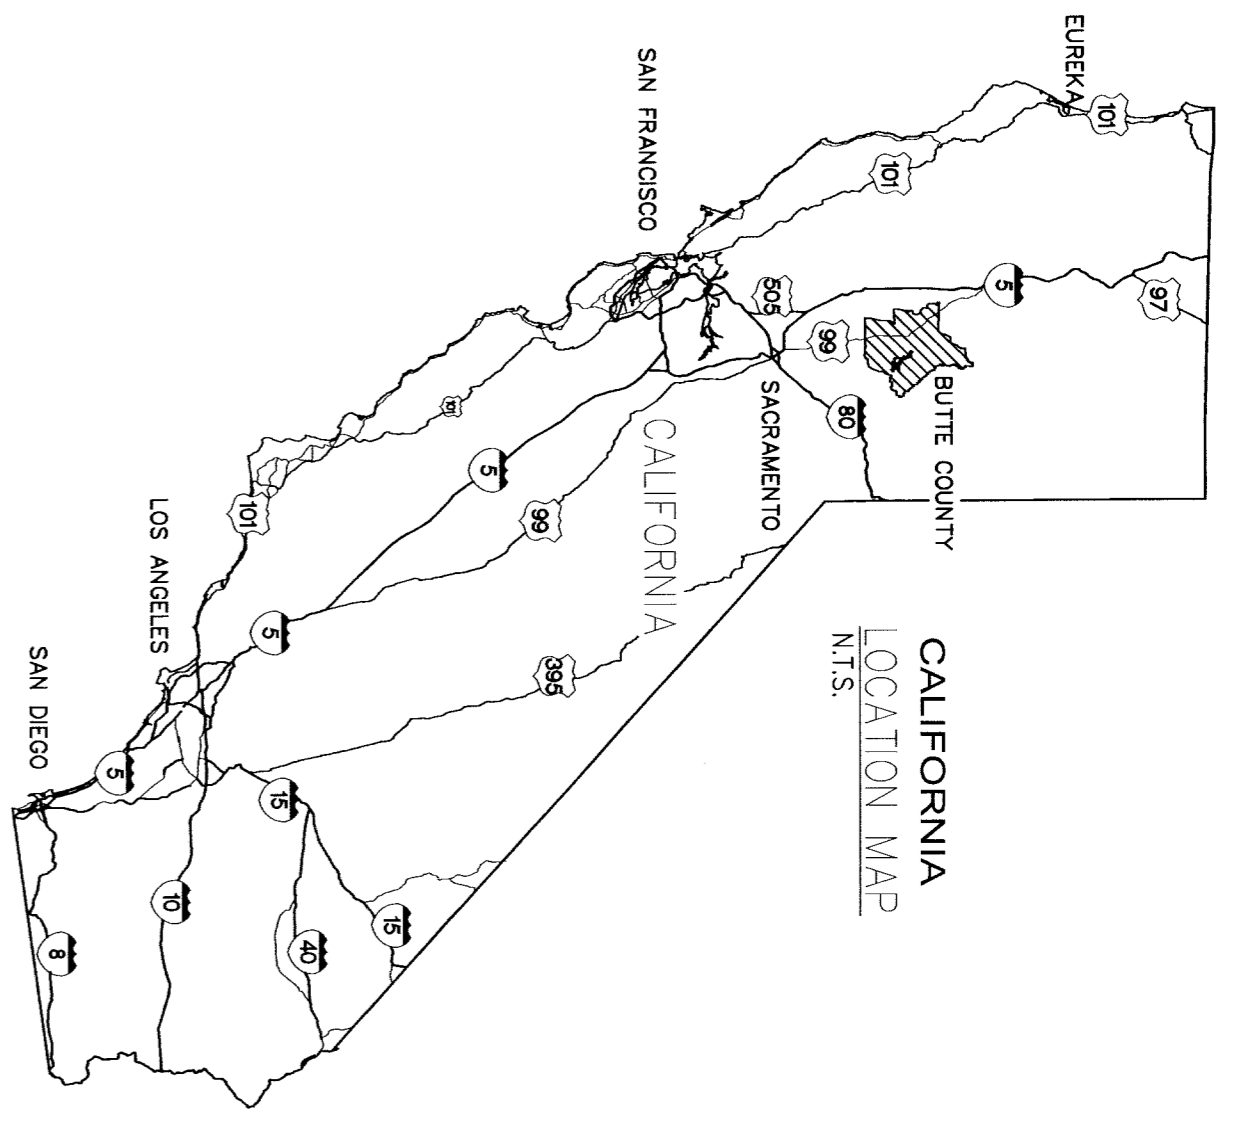 CALIFORNIA
LOCATION MAP
N.T.S.
EUREKA
101
97
5
101
BUTTE COUNTY
99
505
80
SAN FRANCISCO
SACRAMENTO
CALIFORNIA
101
5
99
101
395
LOS ANGELES
5
15
5
SAN DIEGO
10
15
40
8